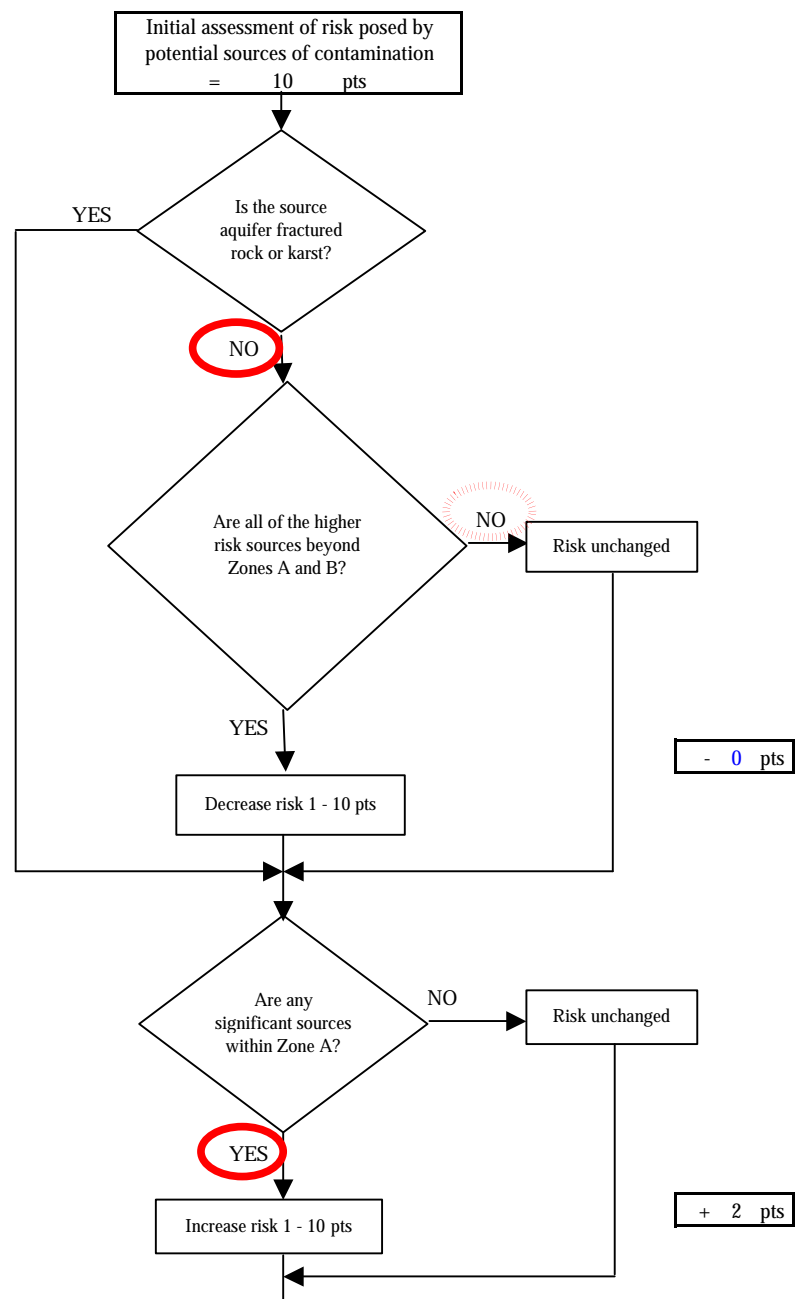 Initial assessment of risk posed by
potential sources of contamination
= 10 pts
YES
Is the source
aquifer fractured
rock or karst?
NO
Are all of the higher
risk sources beyond
Zones A and B?
NO
Risk unchanged
YES
- 0 pts
Decrease risk 1 - 10 pts
Are any
significant sources
within Zone A?
NO
Risk unchanged
YES
+ 2 pts
Increase risk 1 - 10 pts